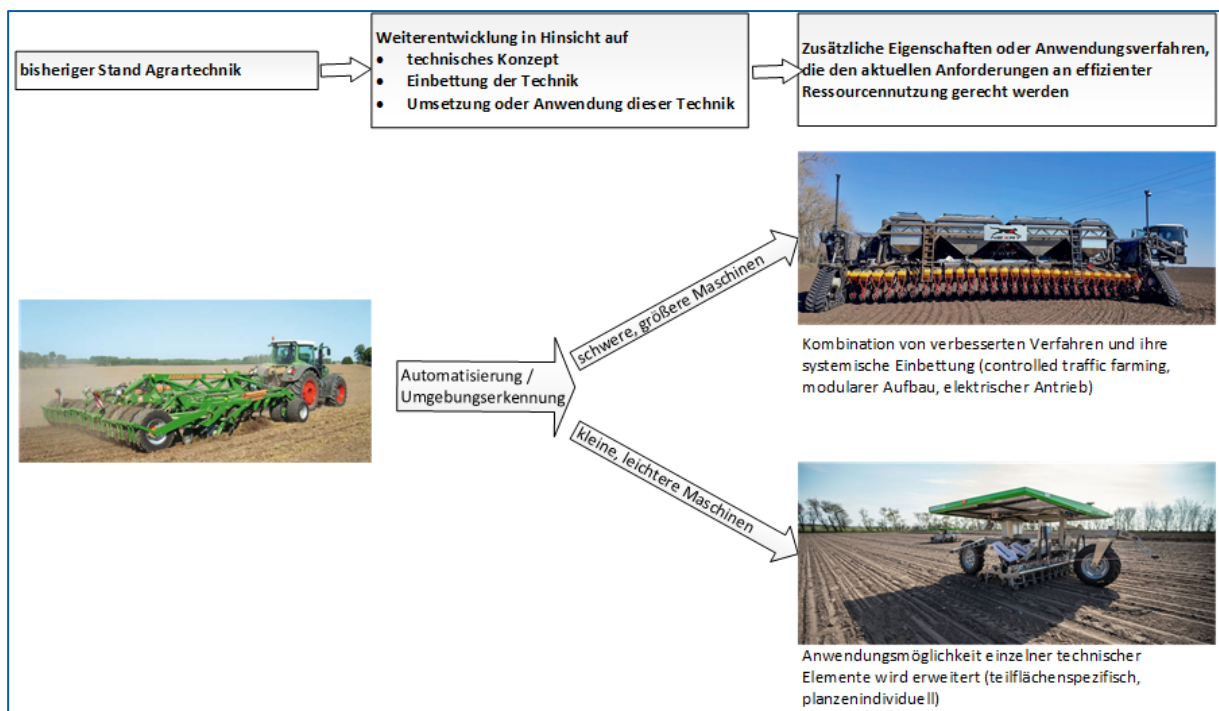 bisheriger Stand Agrartechnik
Weiterentwicklung in Hinsicht auf
• technisches Konzept
• Einbettung der Technik
• Umsetzung oder Anwendung dieser Technik
Zusätzliche Eigenschaften oder Anwendungsverfahren,
die den aktuellen Anforderungen an effizienter
Ressourcennutzung gerecht werden
Automatisierung /
Umgebungserkennung
schwere, größere Maschinen
kleine, leichtere Maschinen
Kombination von verbesserten Verfahren und ihre
systemische Einbettung (controlled traffic farming,
modularer Aufbau, elektrischer Antrieb)
Anwendungsmöglichkeit einzelner technischer
Elemente wird erweitert (teilflächenspezifisch,
planzenindividuell)